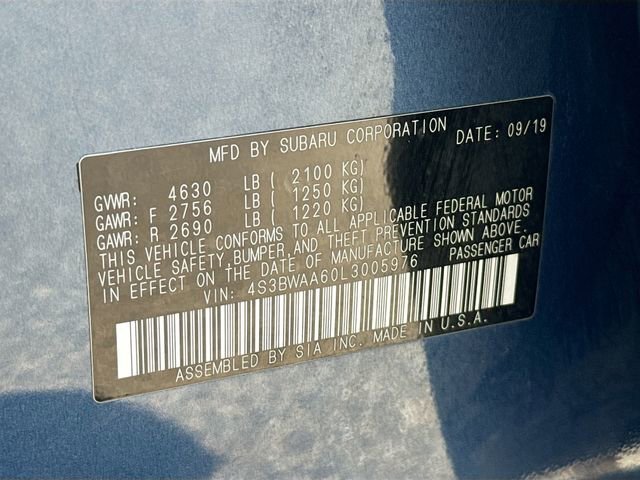 MFD BY SUBARU CORPORATION DATE: 09/19
GVWR: 4630 LB ( 2100 KG)
GAWR: F 2756 LB ( 1250 KG)
GAWR: R 2690 LB ( 1220 KG)
THIS VEHICLE CONFORMS TO ALL APPLICABLE FEDERAL MOTOR
VEHICLE SAFETY, BUMPER, AND THEFT PREVENTION STANDARDS
IN EFFECT ON THE DATE OF MANUFACTURE SHOWN ABOVE.
VIN: 4S3BWAA60L3005976 PASSENGER CAR
ASSEMBLED BY SIA INC. MADE IN U.S.A.